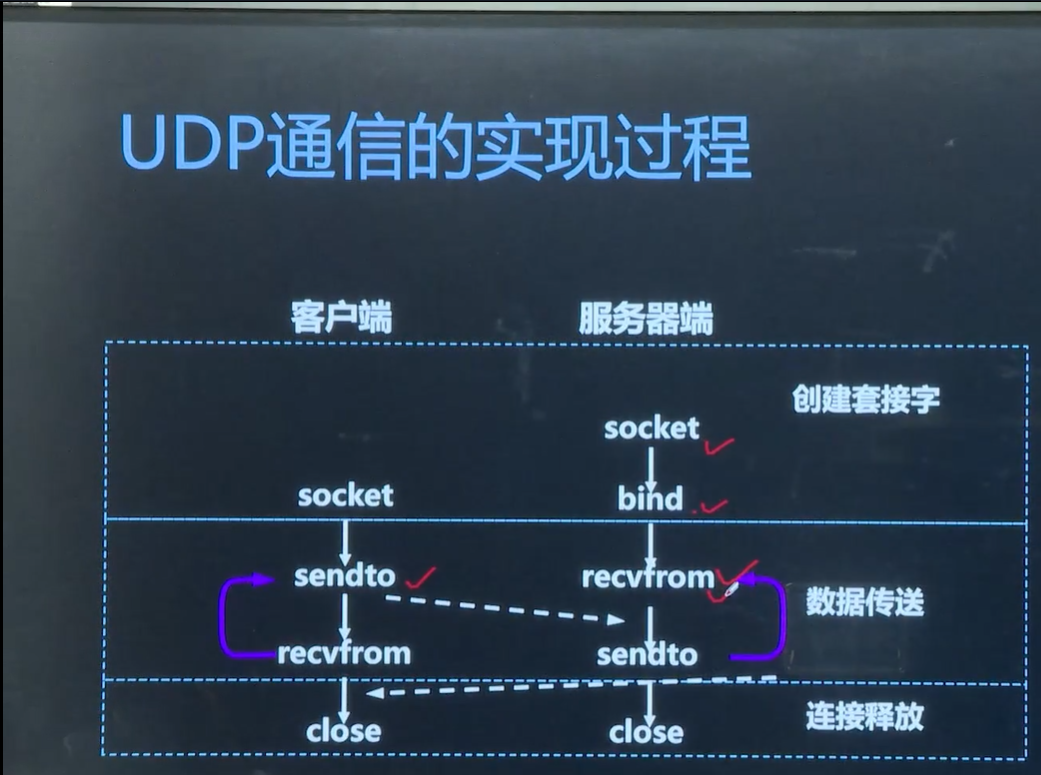 UDP通信的实现过程
客户端
服务器端
创建套接字
socket
socket
bind
sendto
recvfrom
数据传送
recvfrom
sendto
连接释放
close
close